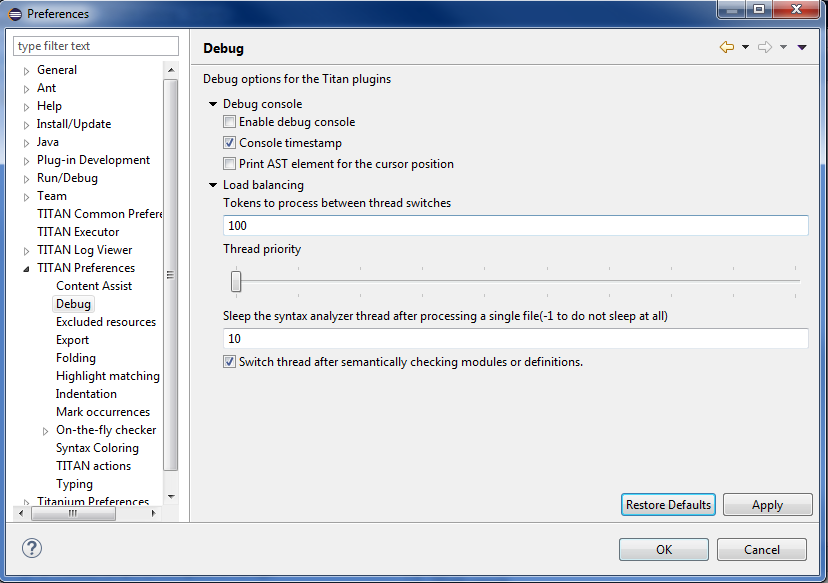 Preferences
type filter text
General
Ant
Help
Install/Update
Java
Plug-in Development
Run/Debug
Team
TITAN Common Prefere
TITAN Executor
TITAN Log Viewer
TITAN Preferences
Content Assist
Debug
Excluded resources
Export
Folding
Highlight matching
Indentation
Mark occurrences
On-the-fly checker
Syntax Coloring
TITAN actions
Typing
Titanium Preferences
Debug
Debug options for the Titan plugins
Debug console
Enable debug console
Console timestamp
Print AST element for the cursor position
Load balancing
Tokens to process between thread switches
100
Thread priority
Sleep the syntax analyzer thread after processing a single file(-1 to do not sleep at all)
10
Switch thread after semantically checking modules or definitions.
Restore Defaults
Apply
?
OK
Cancel